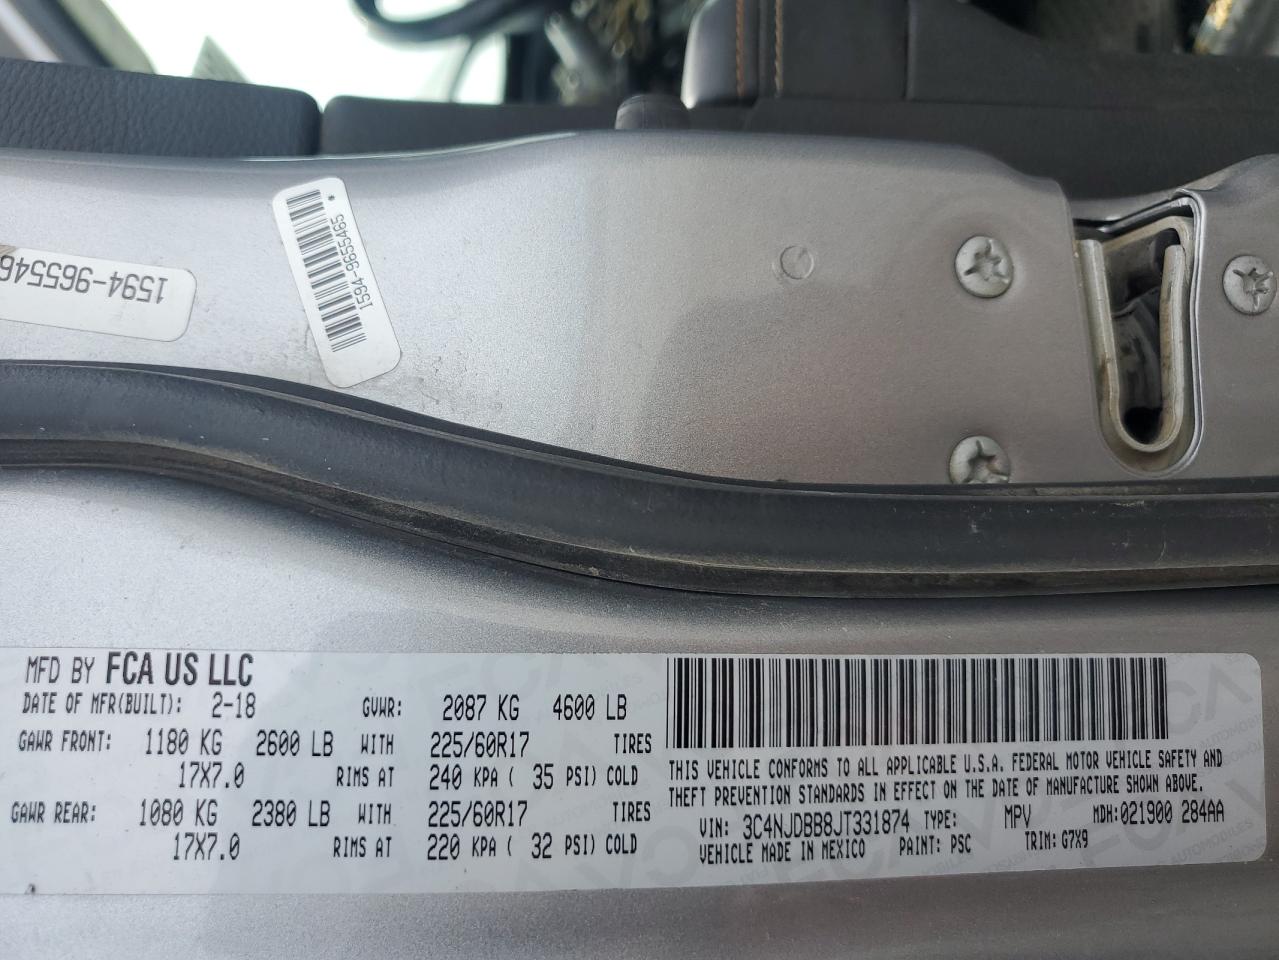 1594-965546
1594-9655465 *
MFD BY FCA US LLC
DATE OF MFR(BUILT): 2-18 GVWR: 2087 KG 4600 LB
GAWR FRONT: 1180 KG 2600 LB WITH 225/60R17 TIRES
17X7.0 RIMS AT 240 KPA ( 35 PSI) COLD
GAWR REAR: 1080 KG 2380 LB WITH 225/60R17 TIRES
17X7.0 RIMS AT 220 KPA ( 32 PSI) COLD
THIS VEHICLE CONFORMS TO ALL APPLICABLE U.S.A. FEDERAL MOTOR VEHICLE SAFETY AND
THEFT PREVENTION STANDARDS IN EFFECT ON THE DATE OF MANUFACTURE SHOWN ABOVE.
VIN: 3C4NJDBB8JT331874 TYPE: MPV MDH:021900 284AA
VEHICLE MADE IN MEXICO PAINT: PSC TRIM: G7X9